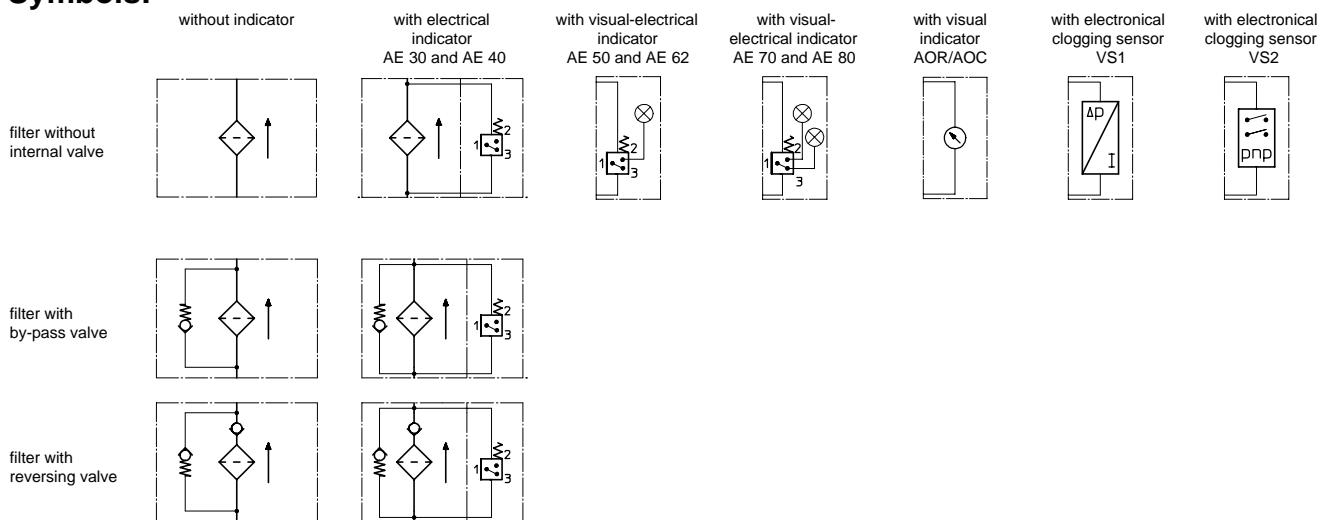 Symbols:
without indicator
with electrical
indicator
AE 30 and AE 40
with visual-electrical
indicator
AE 50 and AE 62
with visual-
electrical indicator
AE 70 and AE 80
with visual
indicator
AOR/AOC
with electronical
clogging sensor
VS1
with electronical
clogging sensor
VS2
filter without
internal valve
1 2 3
1 2 3
1 2 3
Δp
I
pnp
filter with
by-pass valve
1 2 3
filter with
reversing valve
1 2 3